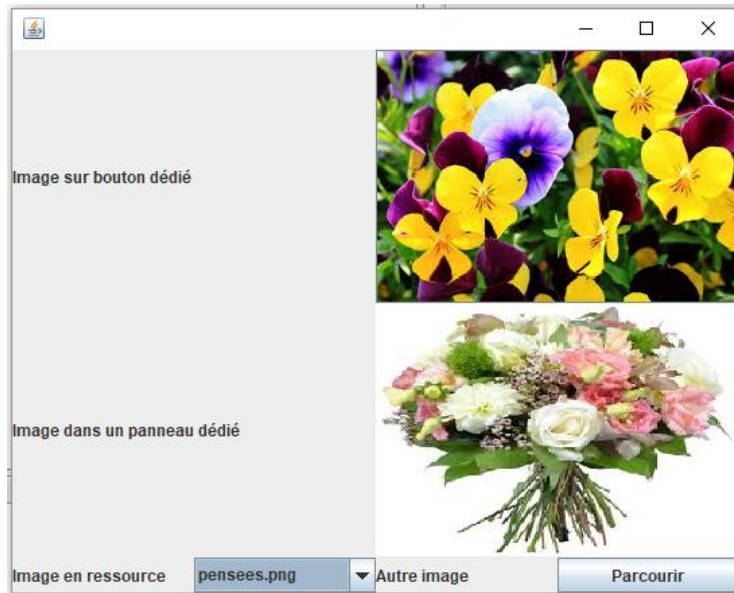 Image sur bouton dédié
Image dans un panneau dédié
Image en ressource pensees.png Autre image Parcourir